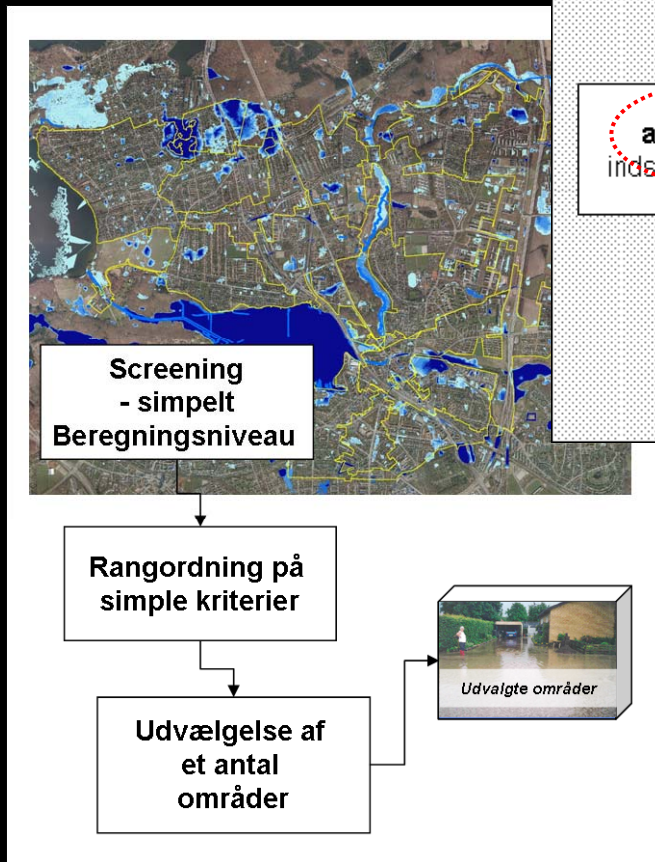 Screening
- simpelt
Beregningsniveau
Rangordning på
simple kriterier
Udvælgelse af
et antal
områder
Udvalgte områder